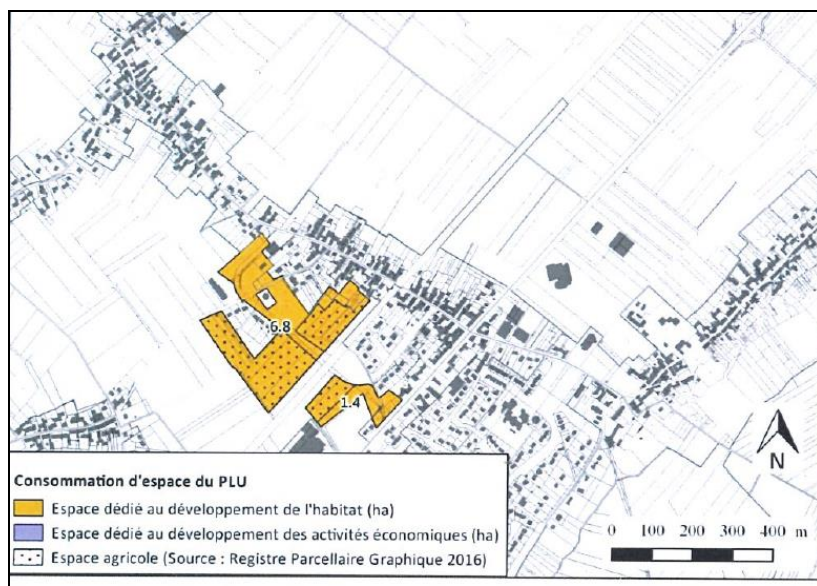 6.8
1.4
N
Consommation d'espace du PLU
Espace dédié au développement de l'habitat (ha)
Espace dédié au développement des activités économiques (ha)
Espace agricole (Source : Registre Parcellaire Graphique 2016)
0 100 200 300 400 m